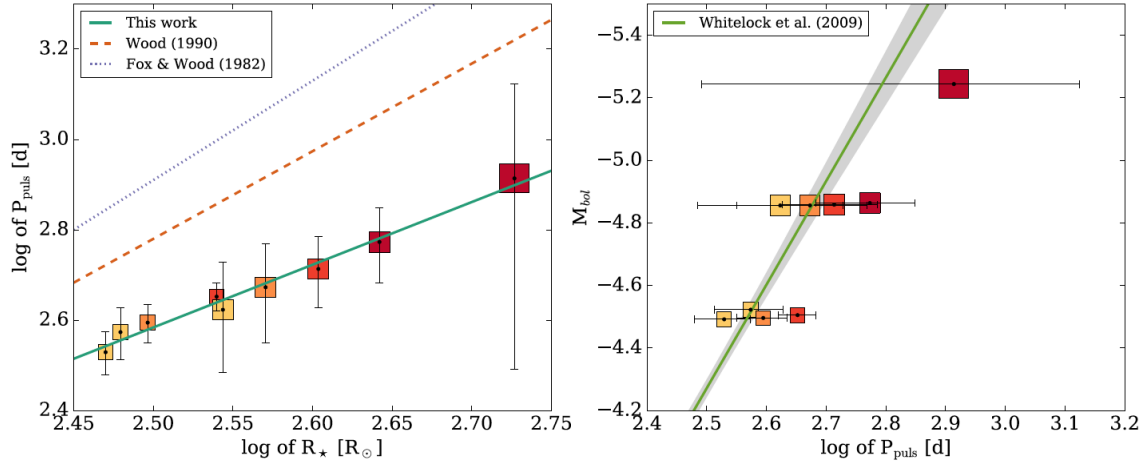 This work
Wood (1990)
Fox & Wood (1982)
3.2
3.0
2.8
2.6
2.4
log of P_puls [d]
2.45 2.50 2.55 2.60 2.65 2.70 2.75
log of R_★ [R_⊙]
Whitelock et al. (2009)
−5.4
−5.2
−5.0
−4.8
−4.6
−4.4
−4.2
M_bol
2.4 2.5 2.6 2.7 2.8 2.9 3.0 3.1 3.2
log of P_puls [d]